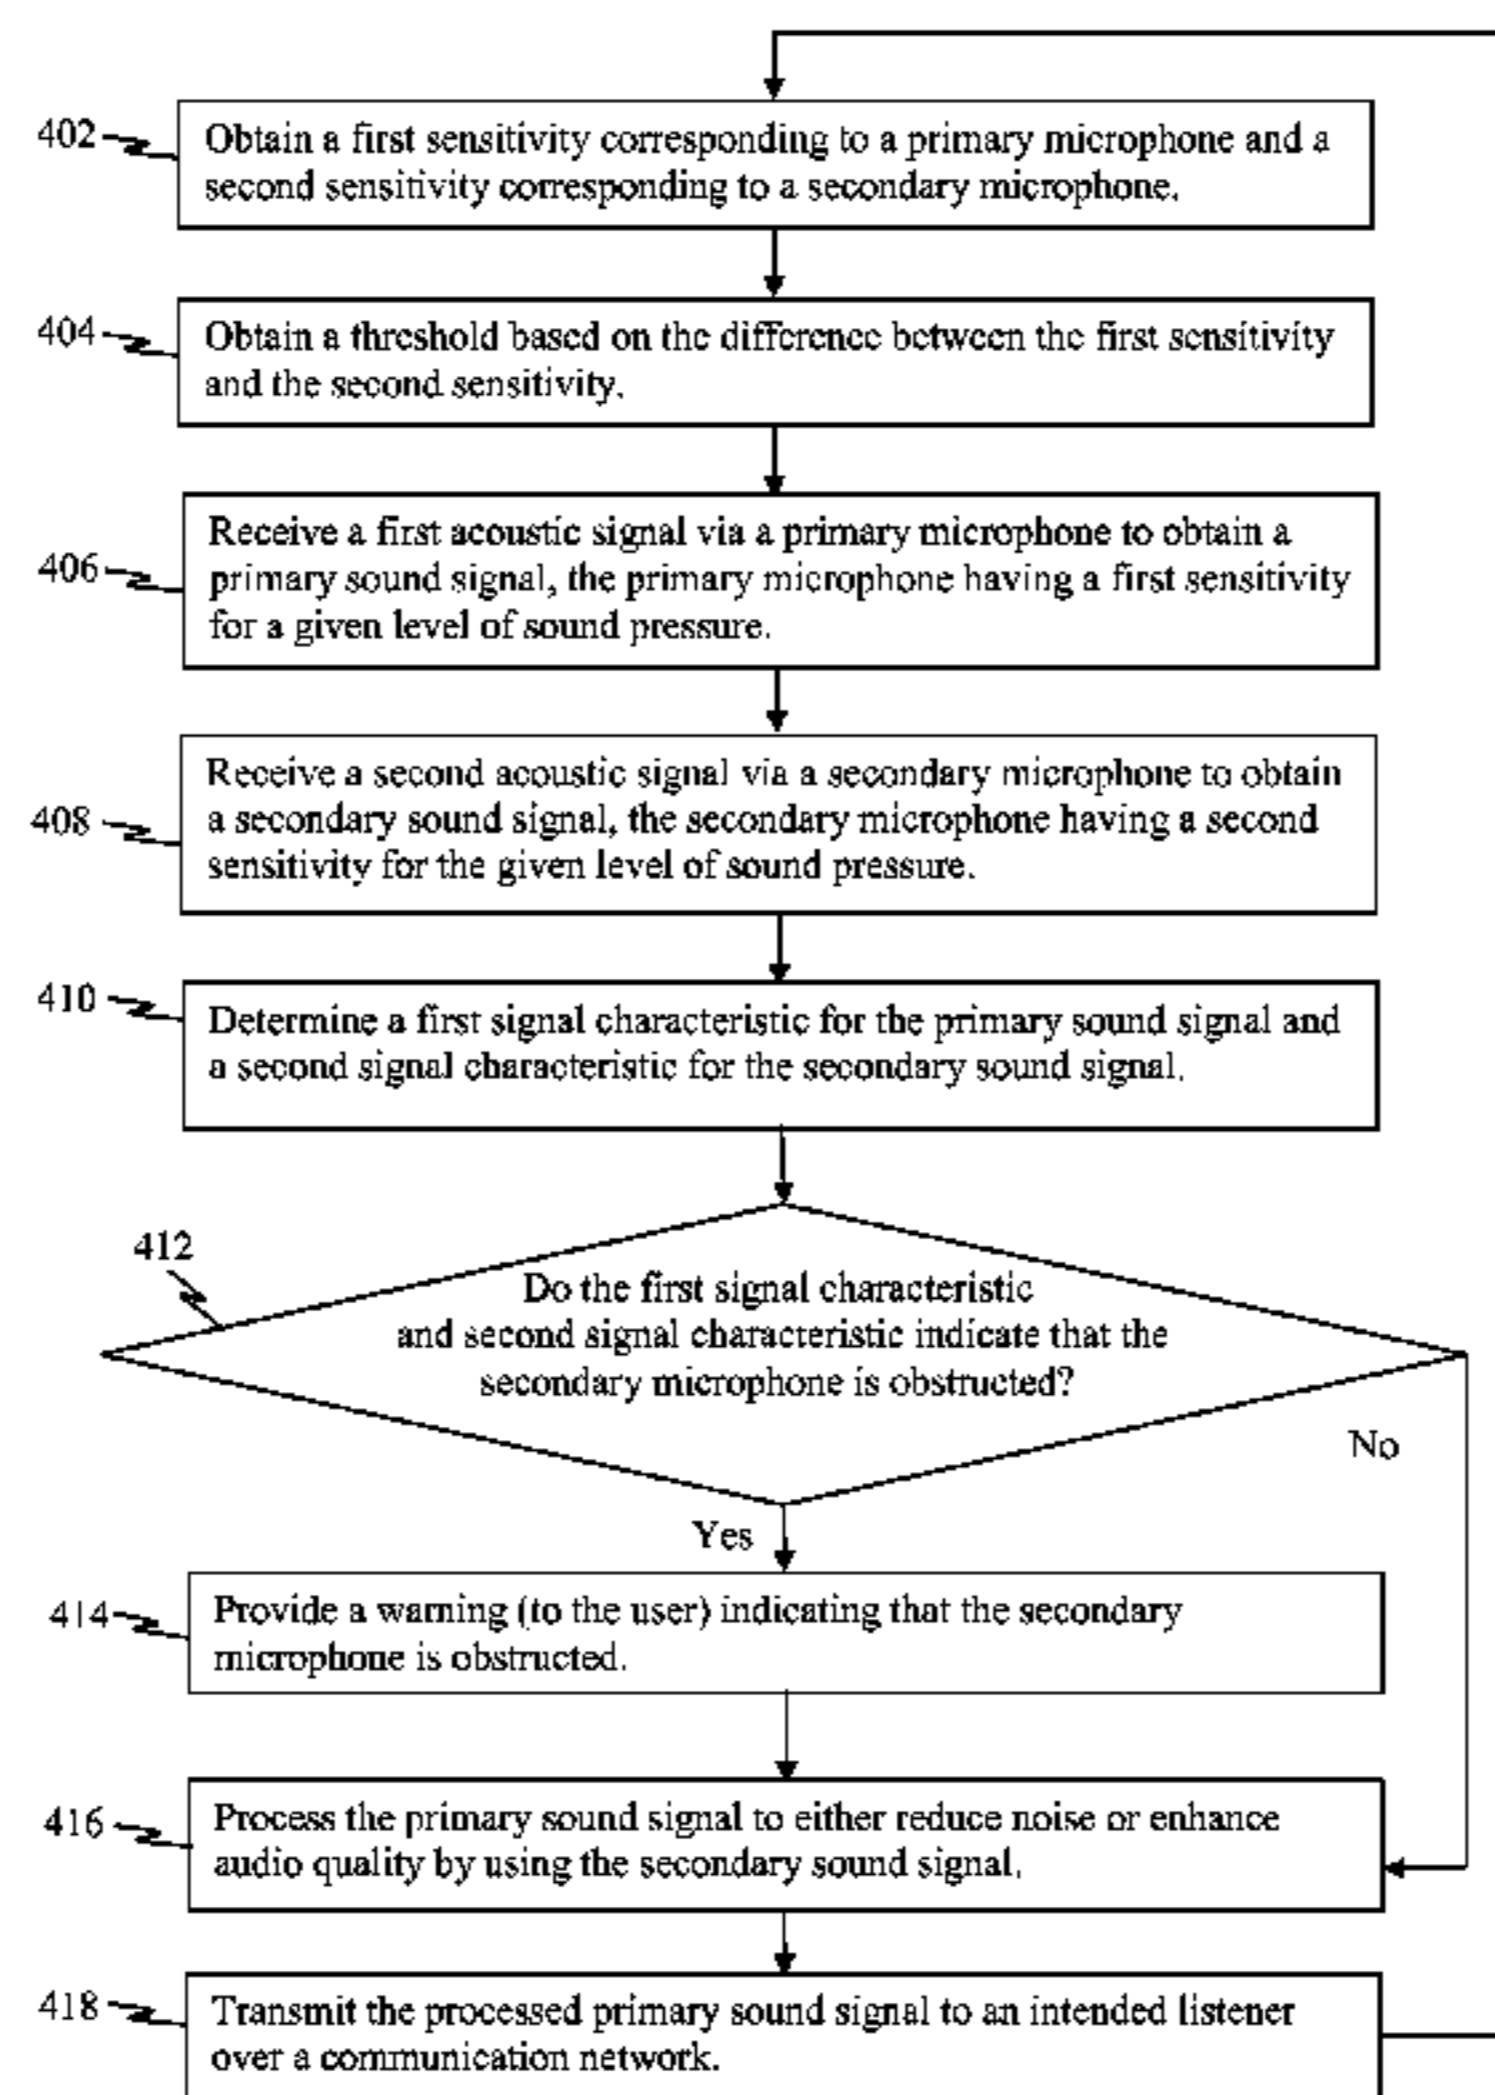 402
Obtain a first sensitivity corresponding to a primary microphone and a
second sensitivity corresponding to a secondary microphone.
404
Obtain a threshold based on the difference between the first sensitivity
and the second sensitivity.
406
Receive a first acoustic signal via a primary microphone to obtain a
primary sound signal, the primary microphone having a first sensitivity
for a given level of sound pressure.
408
Receive a second acoustic signal via a secondary microphone to obtain
a secondary sound signal, the secondary microphone having a second
sensitivity for the given level of sound pressure.
410
Determine a first signal characteristic for the primary sound signal and
a second signal characteristic for the secondary sound signal.
412
Do the first signal characteristic
and second signal characteristic indicate that the
secondary microphone is obstructed?
No
Yes
414
Provide a warning (to the user) indicating that the secondary
microphone is obstructed.
416
Process the primary sound signal to either reduce noise or enhance
audio quality by using the secondary sound signal.
418
Transmit the processed primary sound signal to an intended listener
over a communication network.